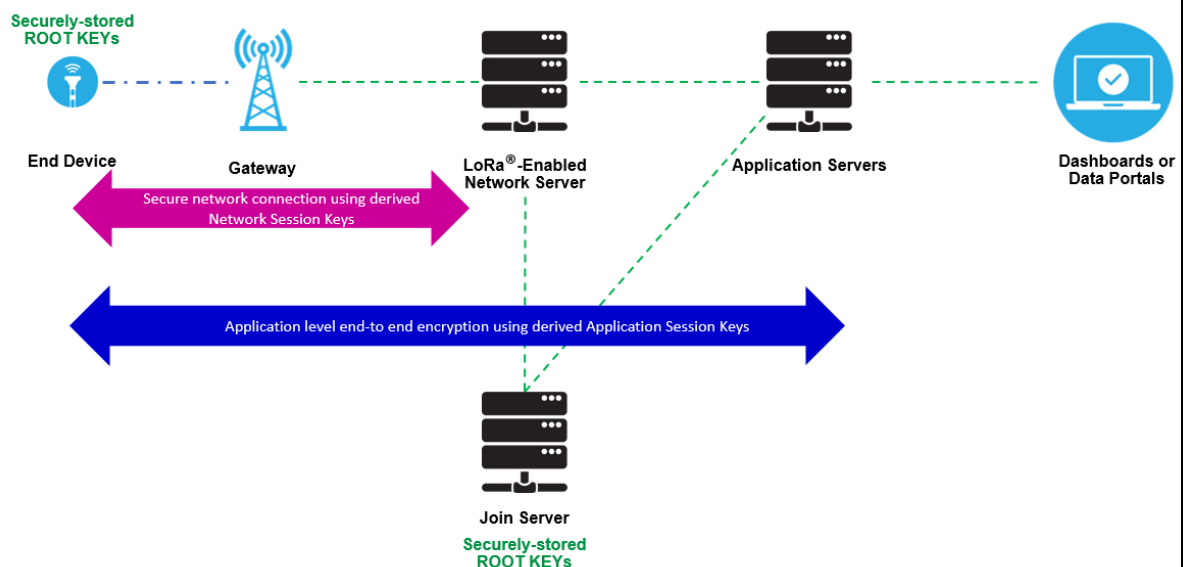 Securely-stored
ROOT KEYs
End Device
Gateway
LoRa®-Enabled
Network Server
Application Servers
Dashboards or
Data Portals
Secure network connection using derived
Network Session Keys
Application level end-to end encryption using derived Application Session Keys
Join Server
Securely-stored
ROOT KEYs